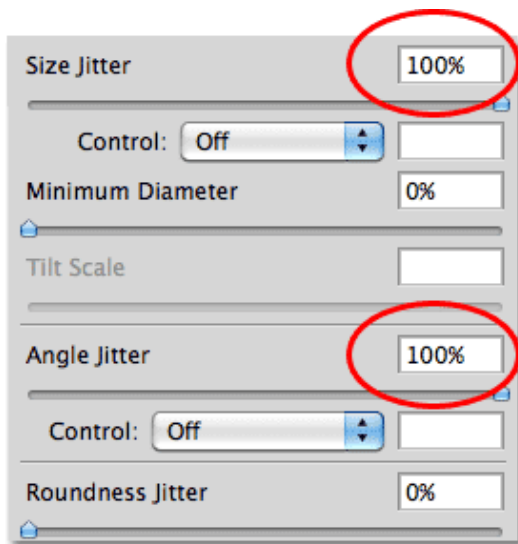 Size Jitter 100%
Control: Off
Minimum Diameter 0%
Tilt Scale
Angle Jitter 100%
Control: Off
Roundness Jitter 0%